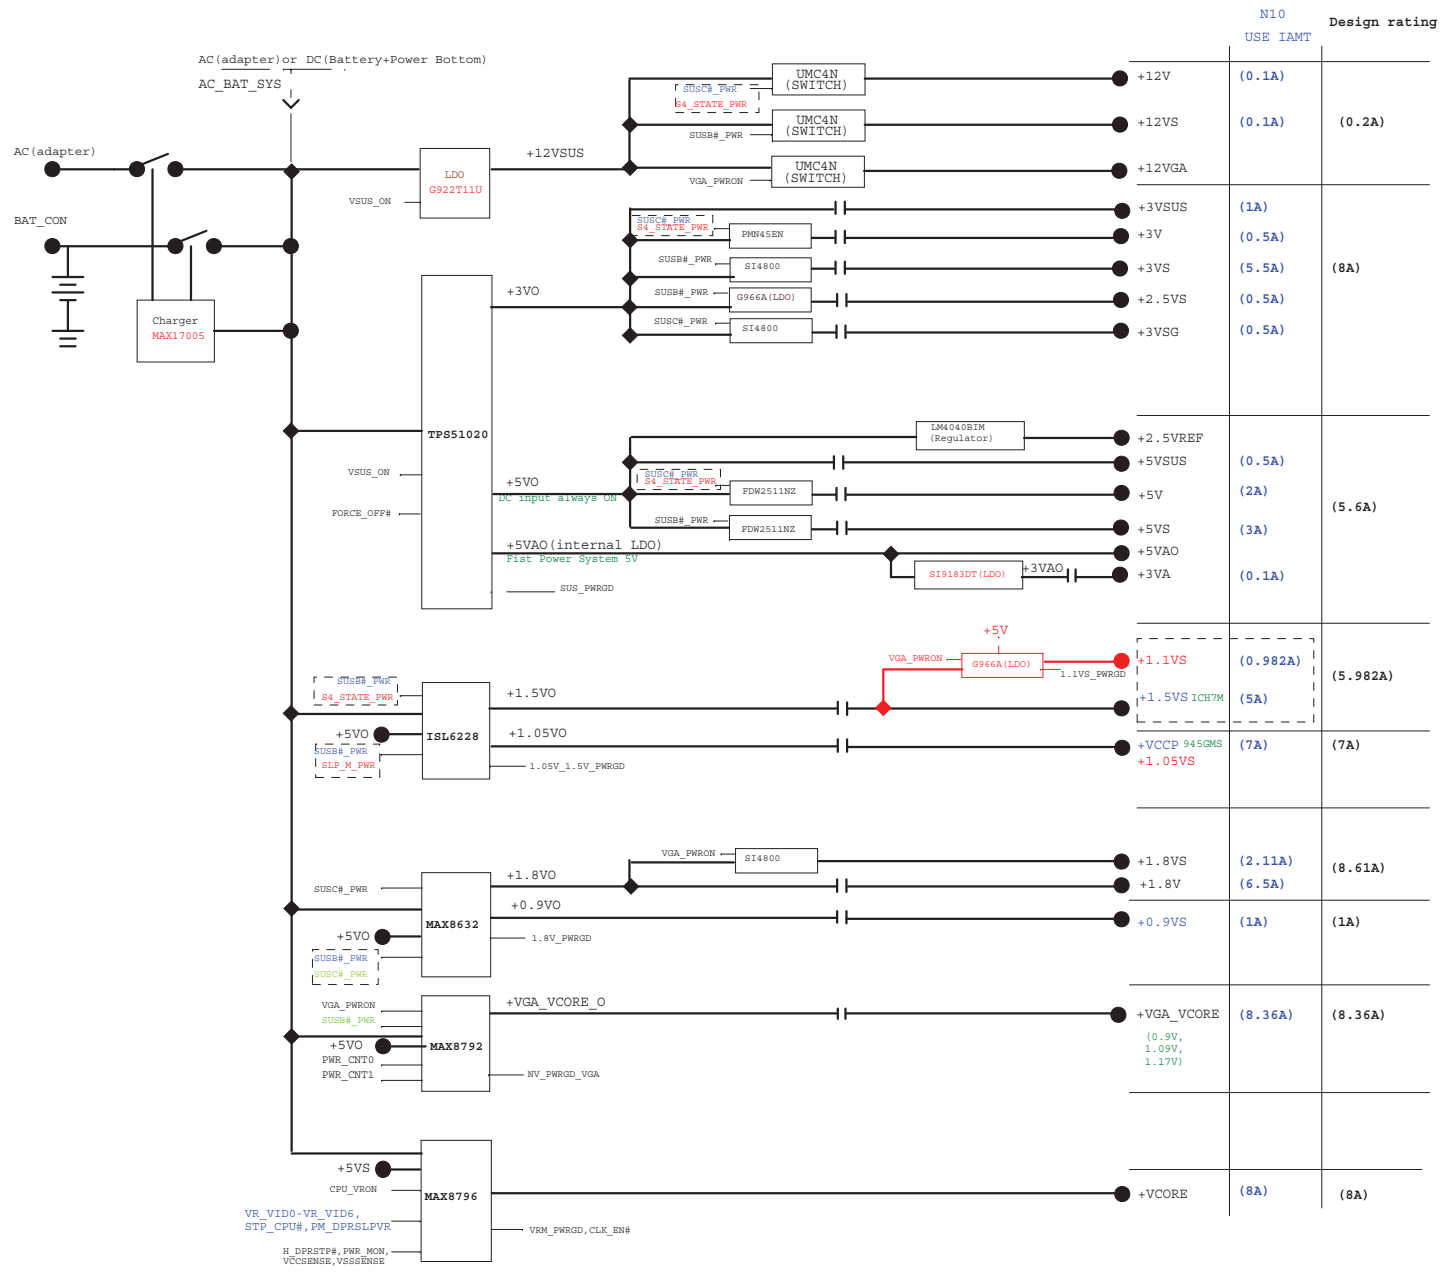 N10
Design rating
USE IAMT
AC(adapter)or DC(Battery+Power Bottom)
AC_BAT_SYS
AC(adapter)
BAT_CON
Charger
MAX17005
LDO
G922T11U
VSUS_ON
+12VSUS
SUSC#_PWR
S4_STATE_PWR
UMC4N
(SWITCH)
+12V
(0.1A)
SUSB#_PWR
UMC4N
(SWITCH)
+12VS
(0.1A)
(0.2A)
VGA_PWRON
UMC4N
(SWITCH)
+12VGA
+3VSUS
(1A)
SUSC#_PWR
S4_STATE_PWR
PMN45EN
+3V
(0.5A)
SUSB#_PWR
SI4800
+3VS
(5.5A)
(8A)
+3VO
SUSB#_PWR
G966A(LDO)
+2.5VS
(0.5A)
SUSC#_PWR
SI4800
+3VSG
(0.5A)
TPS51020
VSUS_ON
FORCE_OFF#
LM4040BIM
(Regulator)
+2.5VREF
+5VSUS
(0.5A)
SUSC#_PWR
S4_STATE_PWR
+5VO
DC input always ON
FDW2511NZ
+5V
(2A)
(5.6A)
SUSB#_PWR
FDW2511NZ
+5VS
(3A)
+5VAO(internal LDO)
Fist Power System 5V
+5VAO
SI9183DT(LDO)
+3VAO
+3VA
(0.1A)
SUS_PWRGD
+5V
VGA_PWRON
G966A(LDO)
1.1VS_PWRGD
+1.1VS
(0.982A)
(5.982A)
SUSB#_PWR
S4_STATE_PWR
+1.5VO
+1.5VS ICH7M
(5A)
+5VO
ISL6228
+1.05VO
SUSB#_PWR
SLP_M_PWR
1.05V_1.5V_PWRGD
+VCCP 945GMS
(7A)
(7A)
+1.05VS
VGA_PWRON
SI4800
+1.8VS
(2.11A)
(8.61A)
SUSC#_PWR
+1.8VO
+1.8V
(6.5A)
MAX8632
+0.9VO
+0.9VS
(1A)
(1A)
+5VO
1.8V_PWRGD
SUSB#_PWR
SUSC#_PWR
VGA_PWRON
SUSB#_PWR
+5VO
PWR_CNT0
PWR_CNT1
MAX8792
+VGA_VCORE_O
NV_PWRGD_VGA
+VGA_VCORE
(8.36A)
(8.36A)
(0.9V,
1.09V,
1.17V)
+5VS
CPU_VRON
MAX8796
+VCORE
(8A)
(8A)
VR_VID0-VR_VID6,
STP_CPU#,PM_DPRSLPVR
VRM_PWRGD,CLK_EN#
H_DPRSTP#,PWR_MON,
VCCSENSE,VSSSENSE